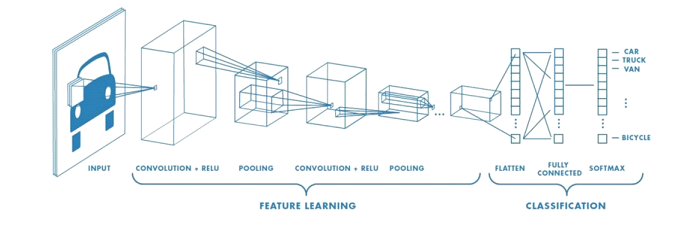 CAR
TRUCK
VAN
BICYCLE
INPUT
CONVOLUTION + RELU
POOLING
CONVOLUTION + RELU
POOLING
FLATTEN
FULLY
CONNECTED
SOFTMAX
FEATURE LEARNING
CLASSIFICATION